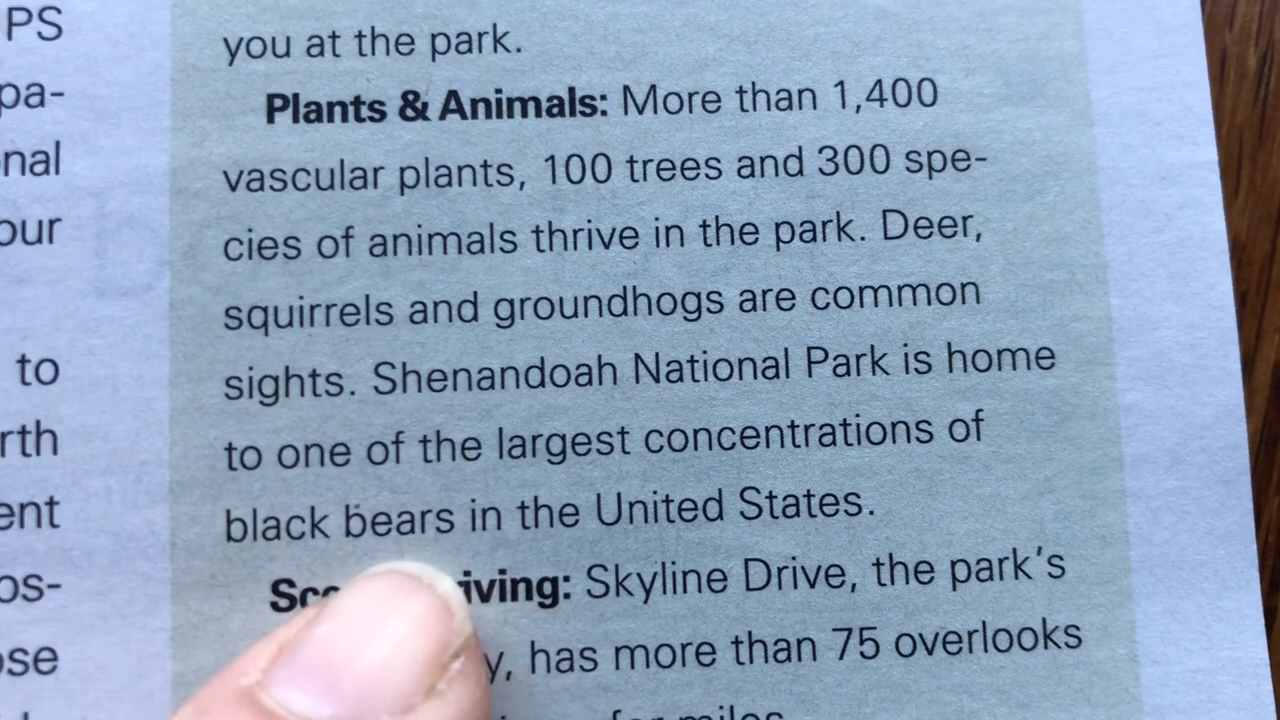 PS
pa-
nal
our
to
rth
ent
os-
ose
you at the park.
Plants & Animals: More than 1,400
vascular plants, 100 trees and 300 spe-
cies of animals thrive in the park. Deer,
squirrels and groundhogs are common
sights. Shenandoah National Park is home
to one of the largest concentrations of
black bears in the United States.
Skyline Drive, the park's
has more than 75 overlooks
miles